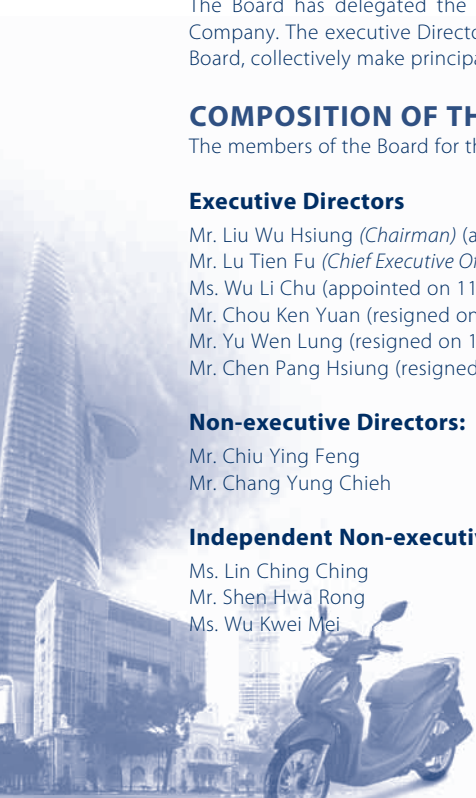 The Board has delegated the
Company. The executive Directo
Board, collectively make principa
COMPOSITION OF TH
The members of the Board for th
Executive Directors
Mr. Liu Wu Hsiung (Chairman) (a
Mr. Lu Tien Fu (Chief Executive Of
Ms. Wu Li Chu (appointed on 11
Mr. Chou Ken Yuan (resigned on
Mr. Yu Wen Lung (resigned on 1
Mr. Chen Pang Hsiung (resigned
Non-executive Directors:
Mr. Chiu Ying Feng
Mr. Chang Yung Chieh
Independent Non-executiv
Ms. Lin Ching Ching
Mr. Shen Hwa Rong
Ms. Wu Kwei Mei